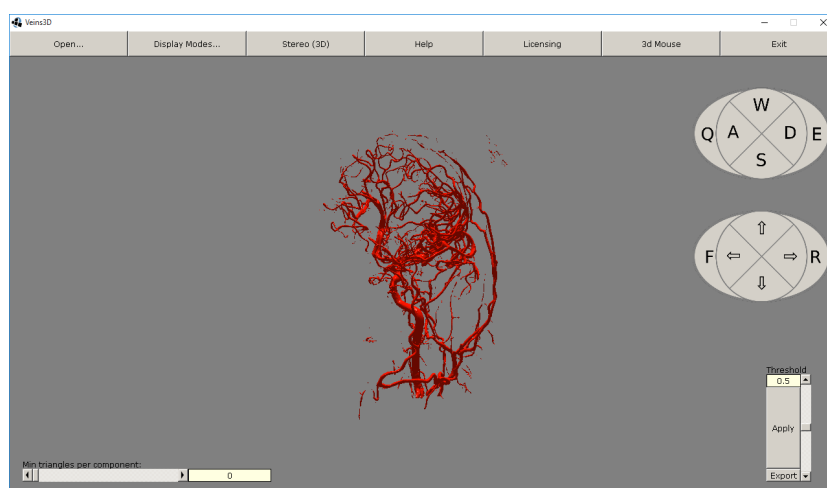 Veins3D
Open... Display Modes... Stereo (3D) Help Licensing 3d Mouse Exit
W
Q A D E
S
⇧
F ⇦ ⇨ R
⇩
Threshold
0.5
Apply
Min triangles per component:
0
Export